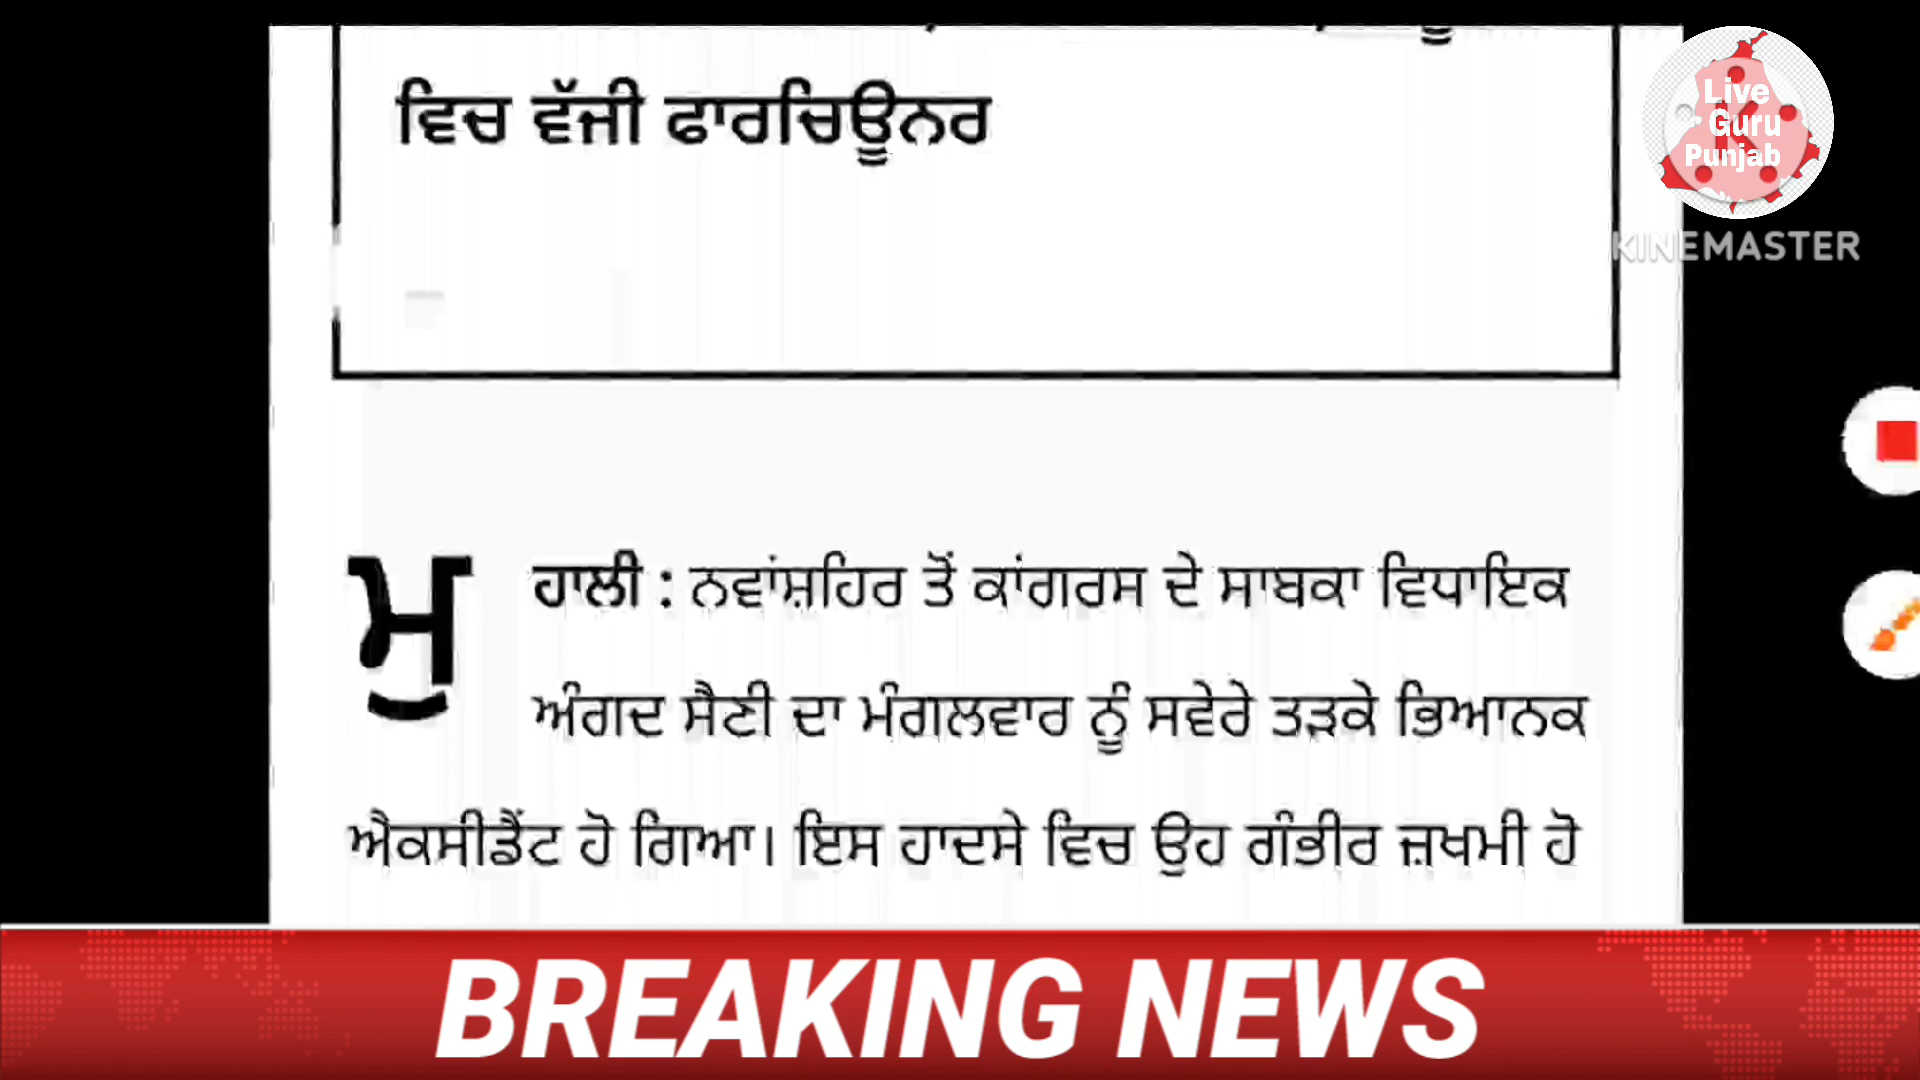 ਵਿਚ ਵੱਜੀ ਫਾਰਚਿਊਨਰ
Live
Guru
Punjab
KINEMASTER
ਮੁਹਾਲੀ : ਨਵਾਂਸ਼ਹਿਰ ਤੋਂ ਕਾਂਗਰਸ ਦੇ ਸਾਬਕਾ ਵਿਧਾਇਕ
ਅੰਗਦ ਸੈਣੀ ਦਾ ਮੰਗਲਵਾਰ ਨੂੰ ਸਵੇਰੇ ਤੜਕੇ ਭਿਆਨਕ
ਐਕਸੀਡੈਂਟ ਹੋ ਗਿਆ। ਇਸ ਹਾਦਸੇ ਵਿਚ ਉਹ ਗੰਭੀਰ ਜ਼ਖਮੀ ਹੋ
BREAKING NEWS